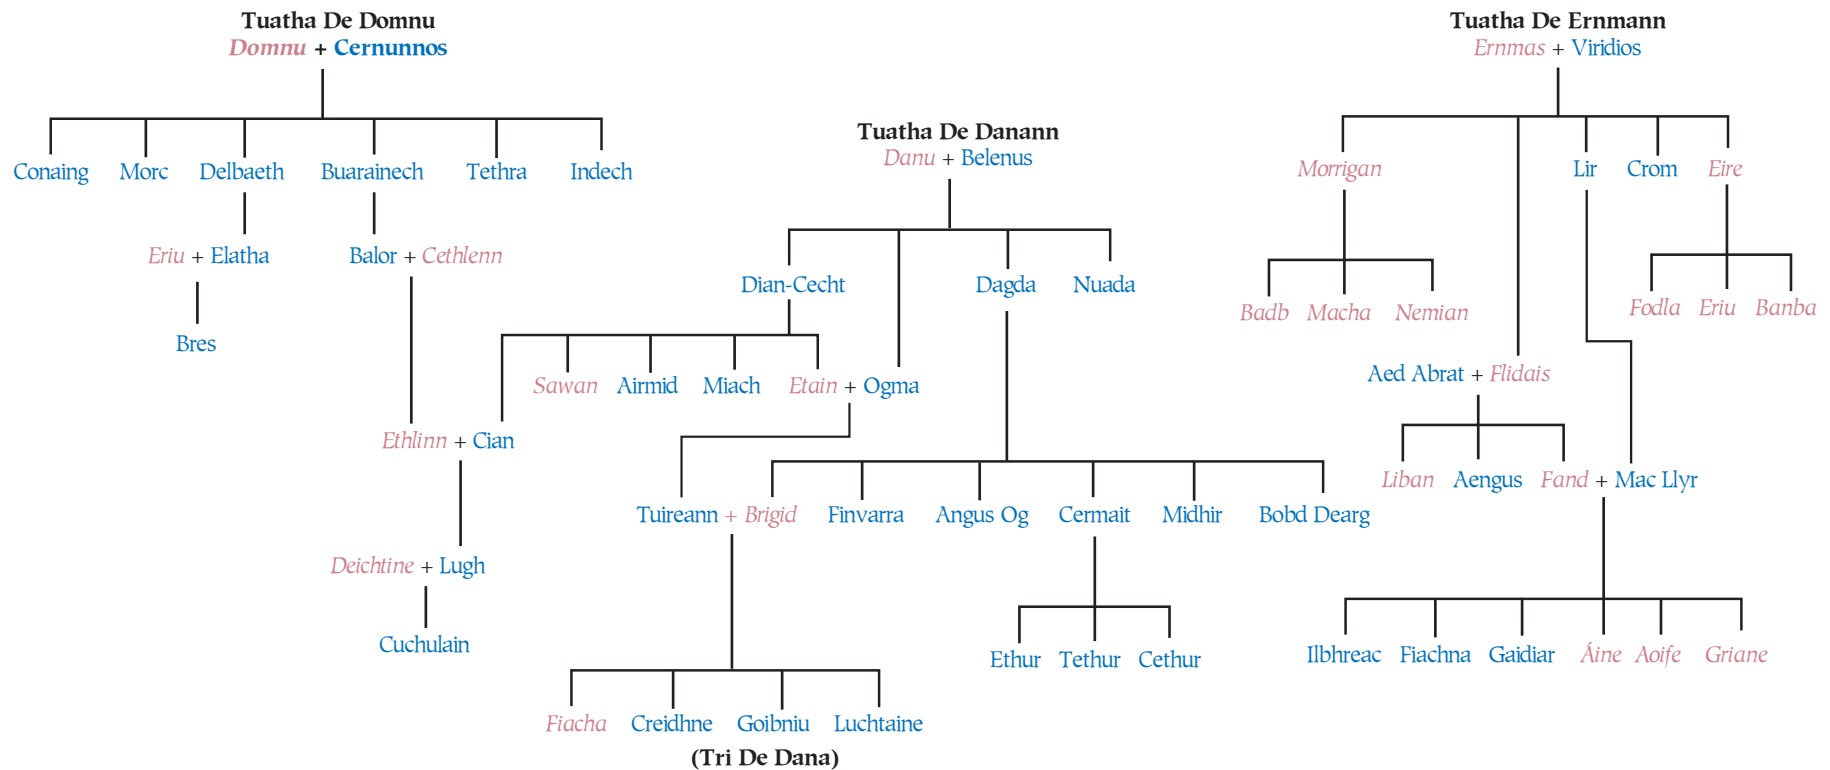 Tuatha De Domnu
Domnu + Cernunnos
Conaing Morc Delbaeth Buarainech Tethra Indech
Eriu + Elatha Balor + Cethlenn
Bres
Ethlinn + Cian
Deichtine + Lugh
Cuchulain
Tuatha De Danann
Danu + Belenus
Dian-Cecht Dagda Nuada
Sawan Airmid Miach Etain + Ogma
Tuireann + Brigid Finvarra Angus Og Cermait Midhir Bobd Dearg
Ethur Tethur Cethur
Fiacha Creidhne Goibniu Luchtaine
(Tri De Dana)
Tuatha De Ernmann
Ernmas + Viridios
Morrigan Lir Crom Eire
Badb Macha Nemian Fodla Eriu Banba
Aed Abrat + Flidais
Liban Aengus Fand + Mac Llyr
Ilbhreac Fiachna Gaidiar Áine Aoife Griane